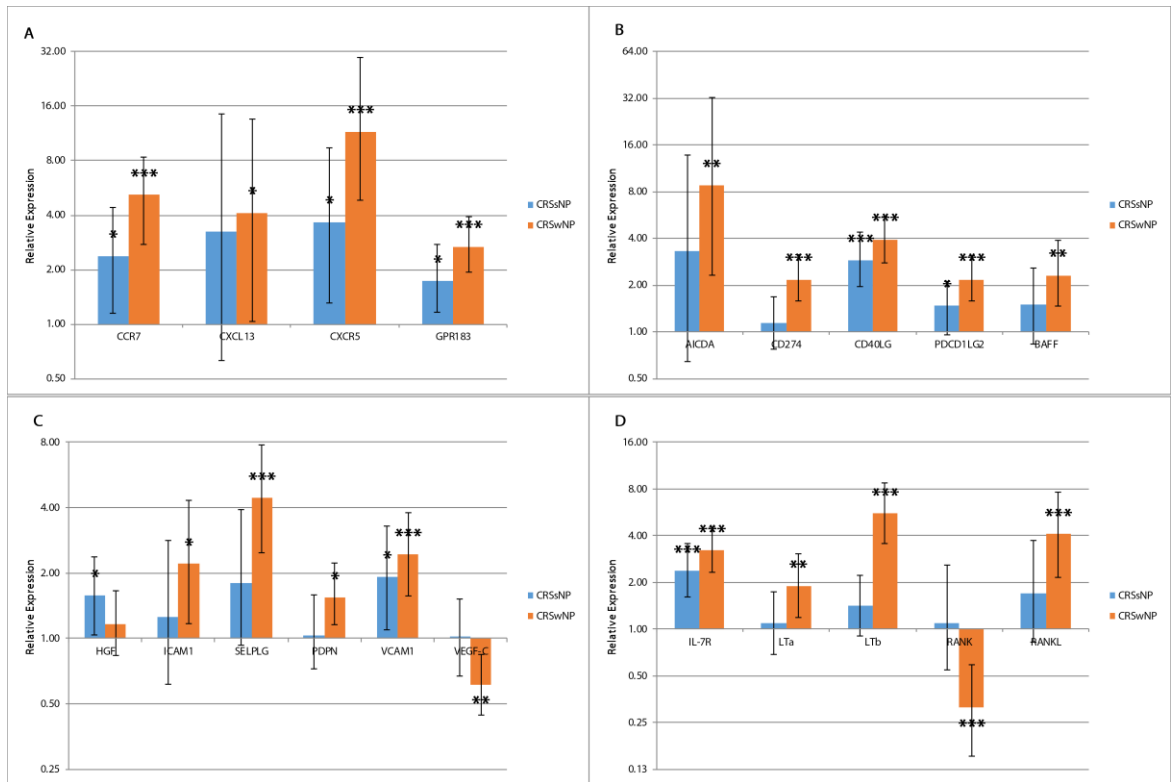 A
Relative Expression
32.00
16.00
8.00
4.00
2.00
1.00
0.50
*
***
*
*
***
*
***
CCR7 CXCL13 CXCR5 GPR183
CRSsNP
CRSwNP
B
Relative Expression
64.00
32.00
16.00
8.00
4.00
2.00
1.00
0.50
**
***
***
***
*
***
**
AICDA CD274 CD40LG PDCD1LG2 BAFF
CRSsNP
CRSwNP
C
Relative Expression
8.00
4.00
2.00
1.00
0.50
0.25
*
*
***
*
*
***
**
HGF ICAM1 SELPLG PDPN VCAM1 VEGF-C
CRSsNP
CRSwNP
D
Relative Expression
16.00
8.00
4.00
2.00
1.00
0.50
0.25
0.13
***
***
**
***
***
***
IL-7R LTa LTb RANK RANKL
CRSsNP
CRSwNP